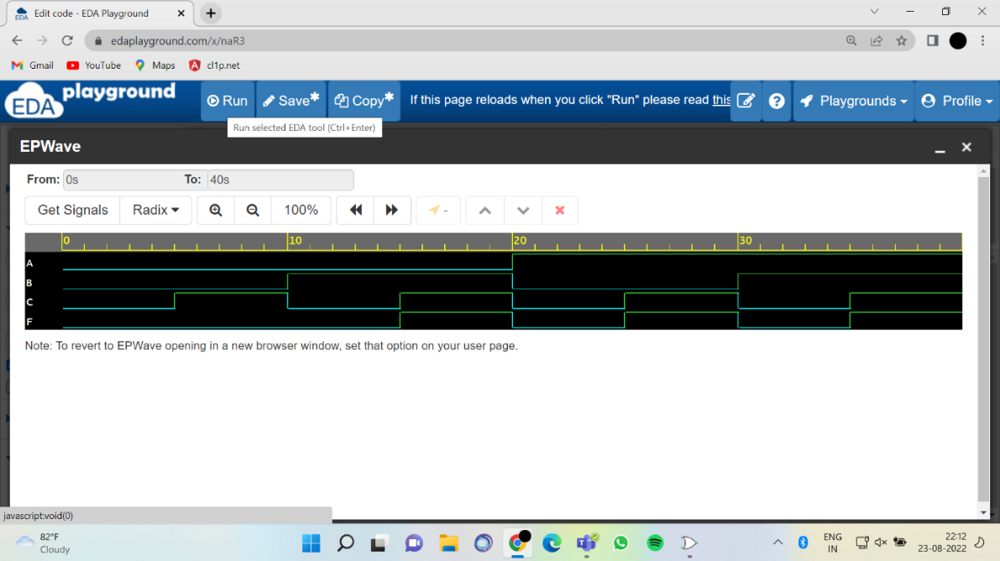 Edit code - EDA Playground
edaplayground.com/x/naR3
Gmail YouTube Maps cl1p.net
EDA playground Run Save* Copy* If this page reloads when you click "Run" please read this Playgrounds Profile
Run selected EDA tool (Ctrl+Enter)
EPWave
From: 0s To: 40s
Get Signals Radix 100% -
0 10 20 30
A
B
C
F
Note: To revert to EPWave opening in a new browser window, set that option on your user page.
javascript:void(0)
82°F
Cloudy
ENG
IN
22:12
23-08-2022